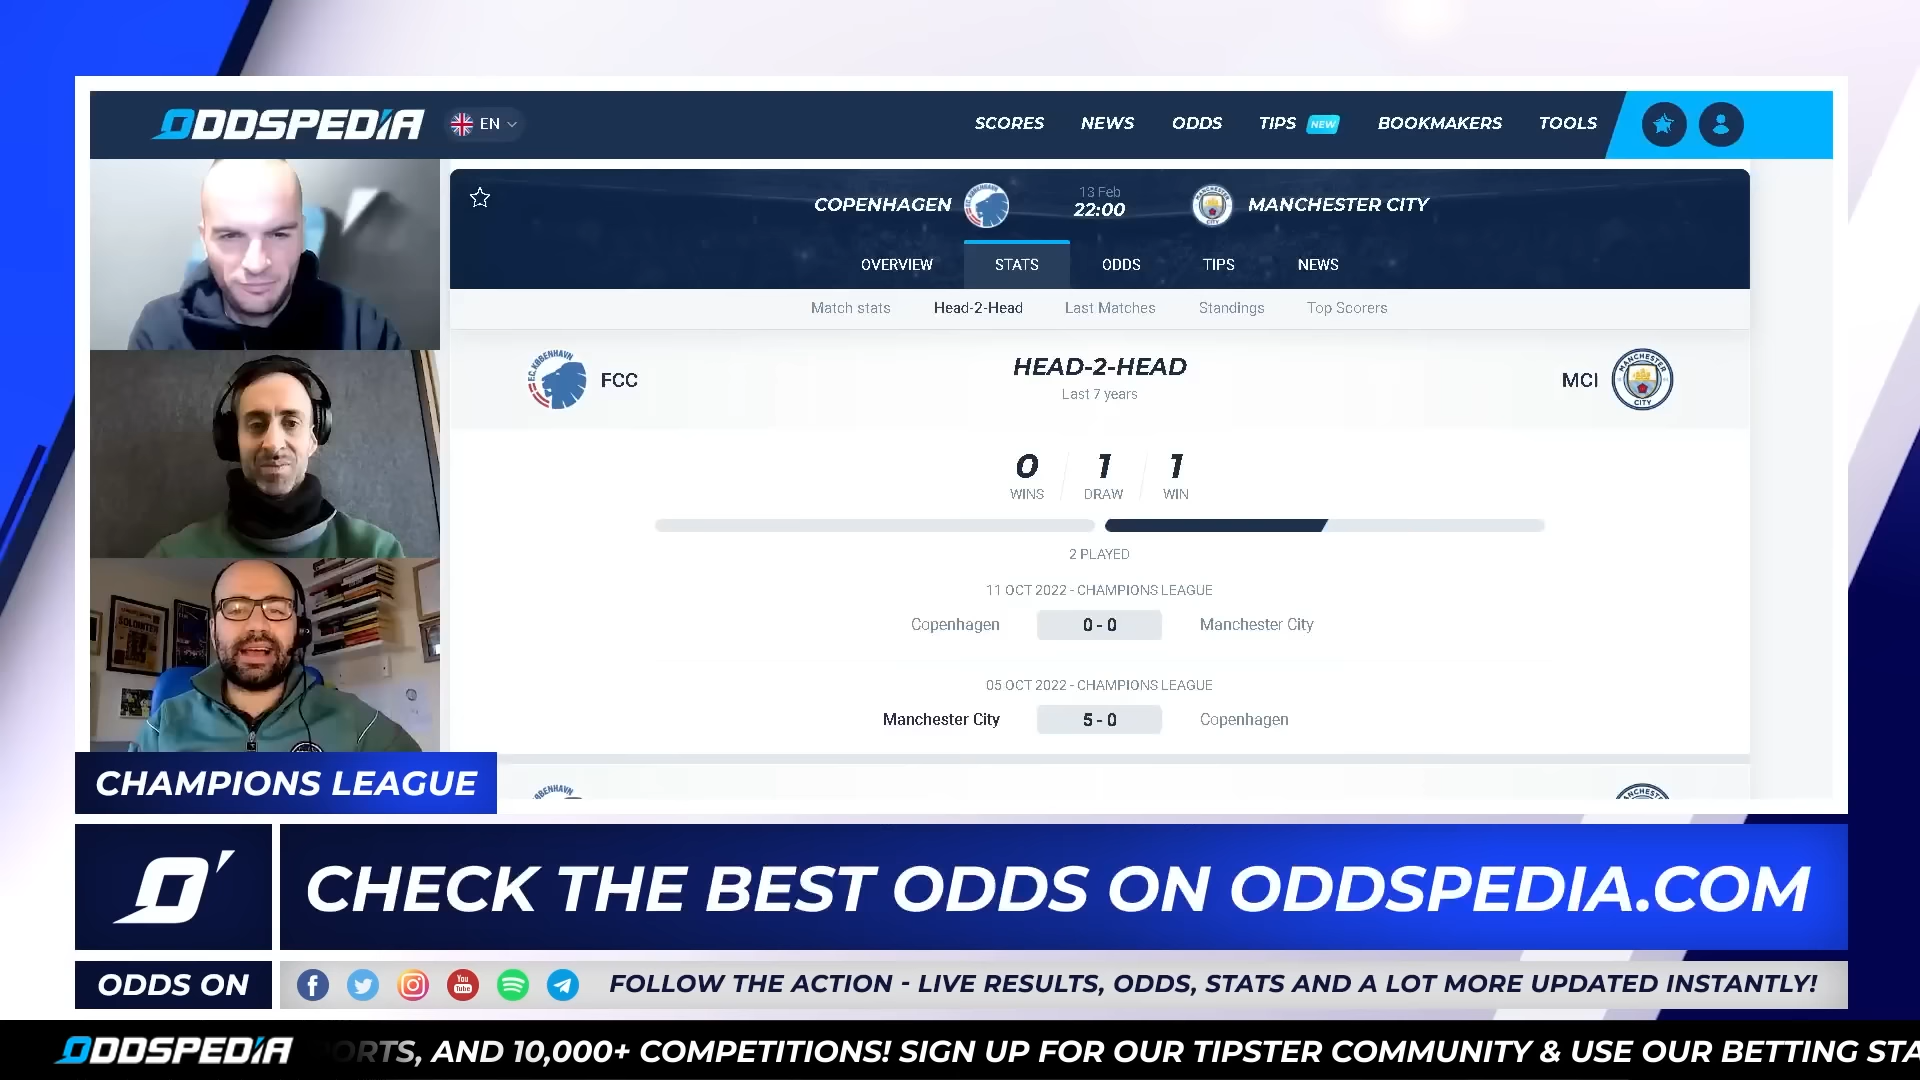 ODDSPEDIA
EN
SCORES NEWS ODDS TIPS NEW BOOKMAKERS TOOLS
COPENHAGEN 13 Feb 22:00 MANCHESTER CITY
OVERVIEW STATS ODDS TIPS NEWS
Match stats Head-2-Head Last Matches Standings Top Scorers
FCC HEAD-2-HEAD MCI
Last 7 years
0 1 1
WINS DRAW WIN
2 PLAYED
11 OCT 2022 - CHAMPIONS LEAGUE
Copenhagen 0 - 0 Manchester City
05 OCT 2022 - CHAMPIONS LEAGUE
Manchester City 5 - 0 Copenhagen
CHAMPIONS LEAGUE
CHECK THE BEST ODDS ON ODDSPEDIA.COM
ODDS ON
FOLLOW THE ACTION - LIVE RESULTS, ODDS, STATS AND A LOT MORE UPDATED INSTANTLY!
ODDSPEDIA ORTS, AND 10,000+ COMPETITIONS! SIGN UP FOR OUR TIPSTER COMMUNITY & USE OUR BETTING STA